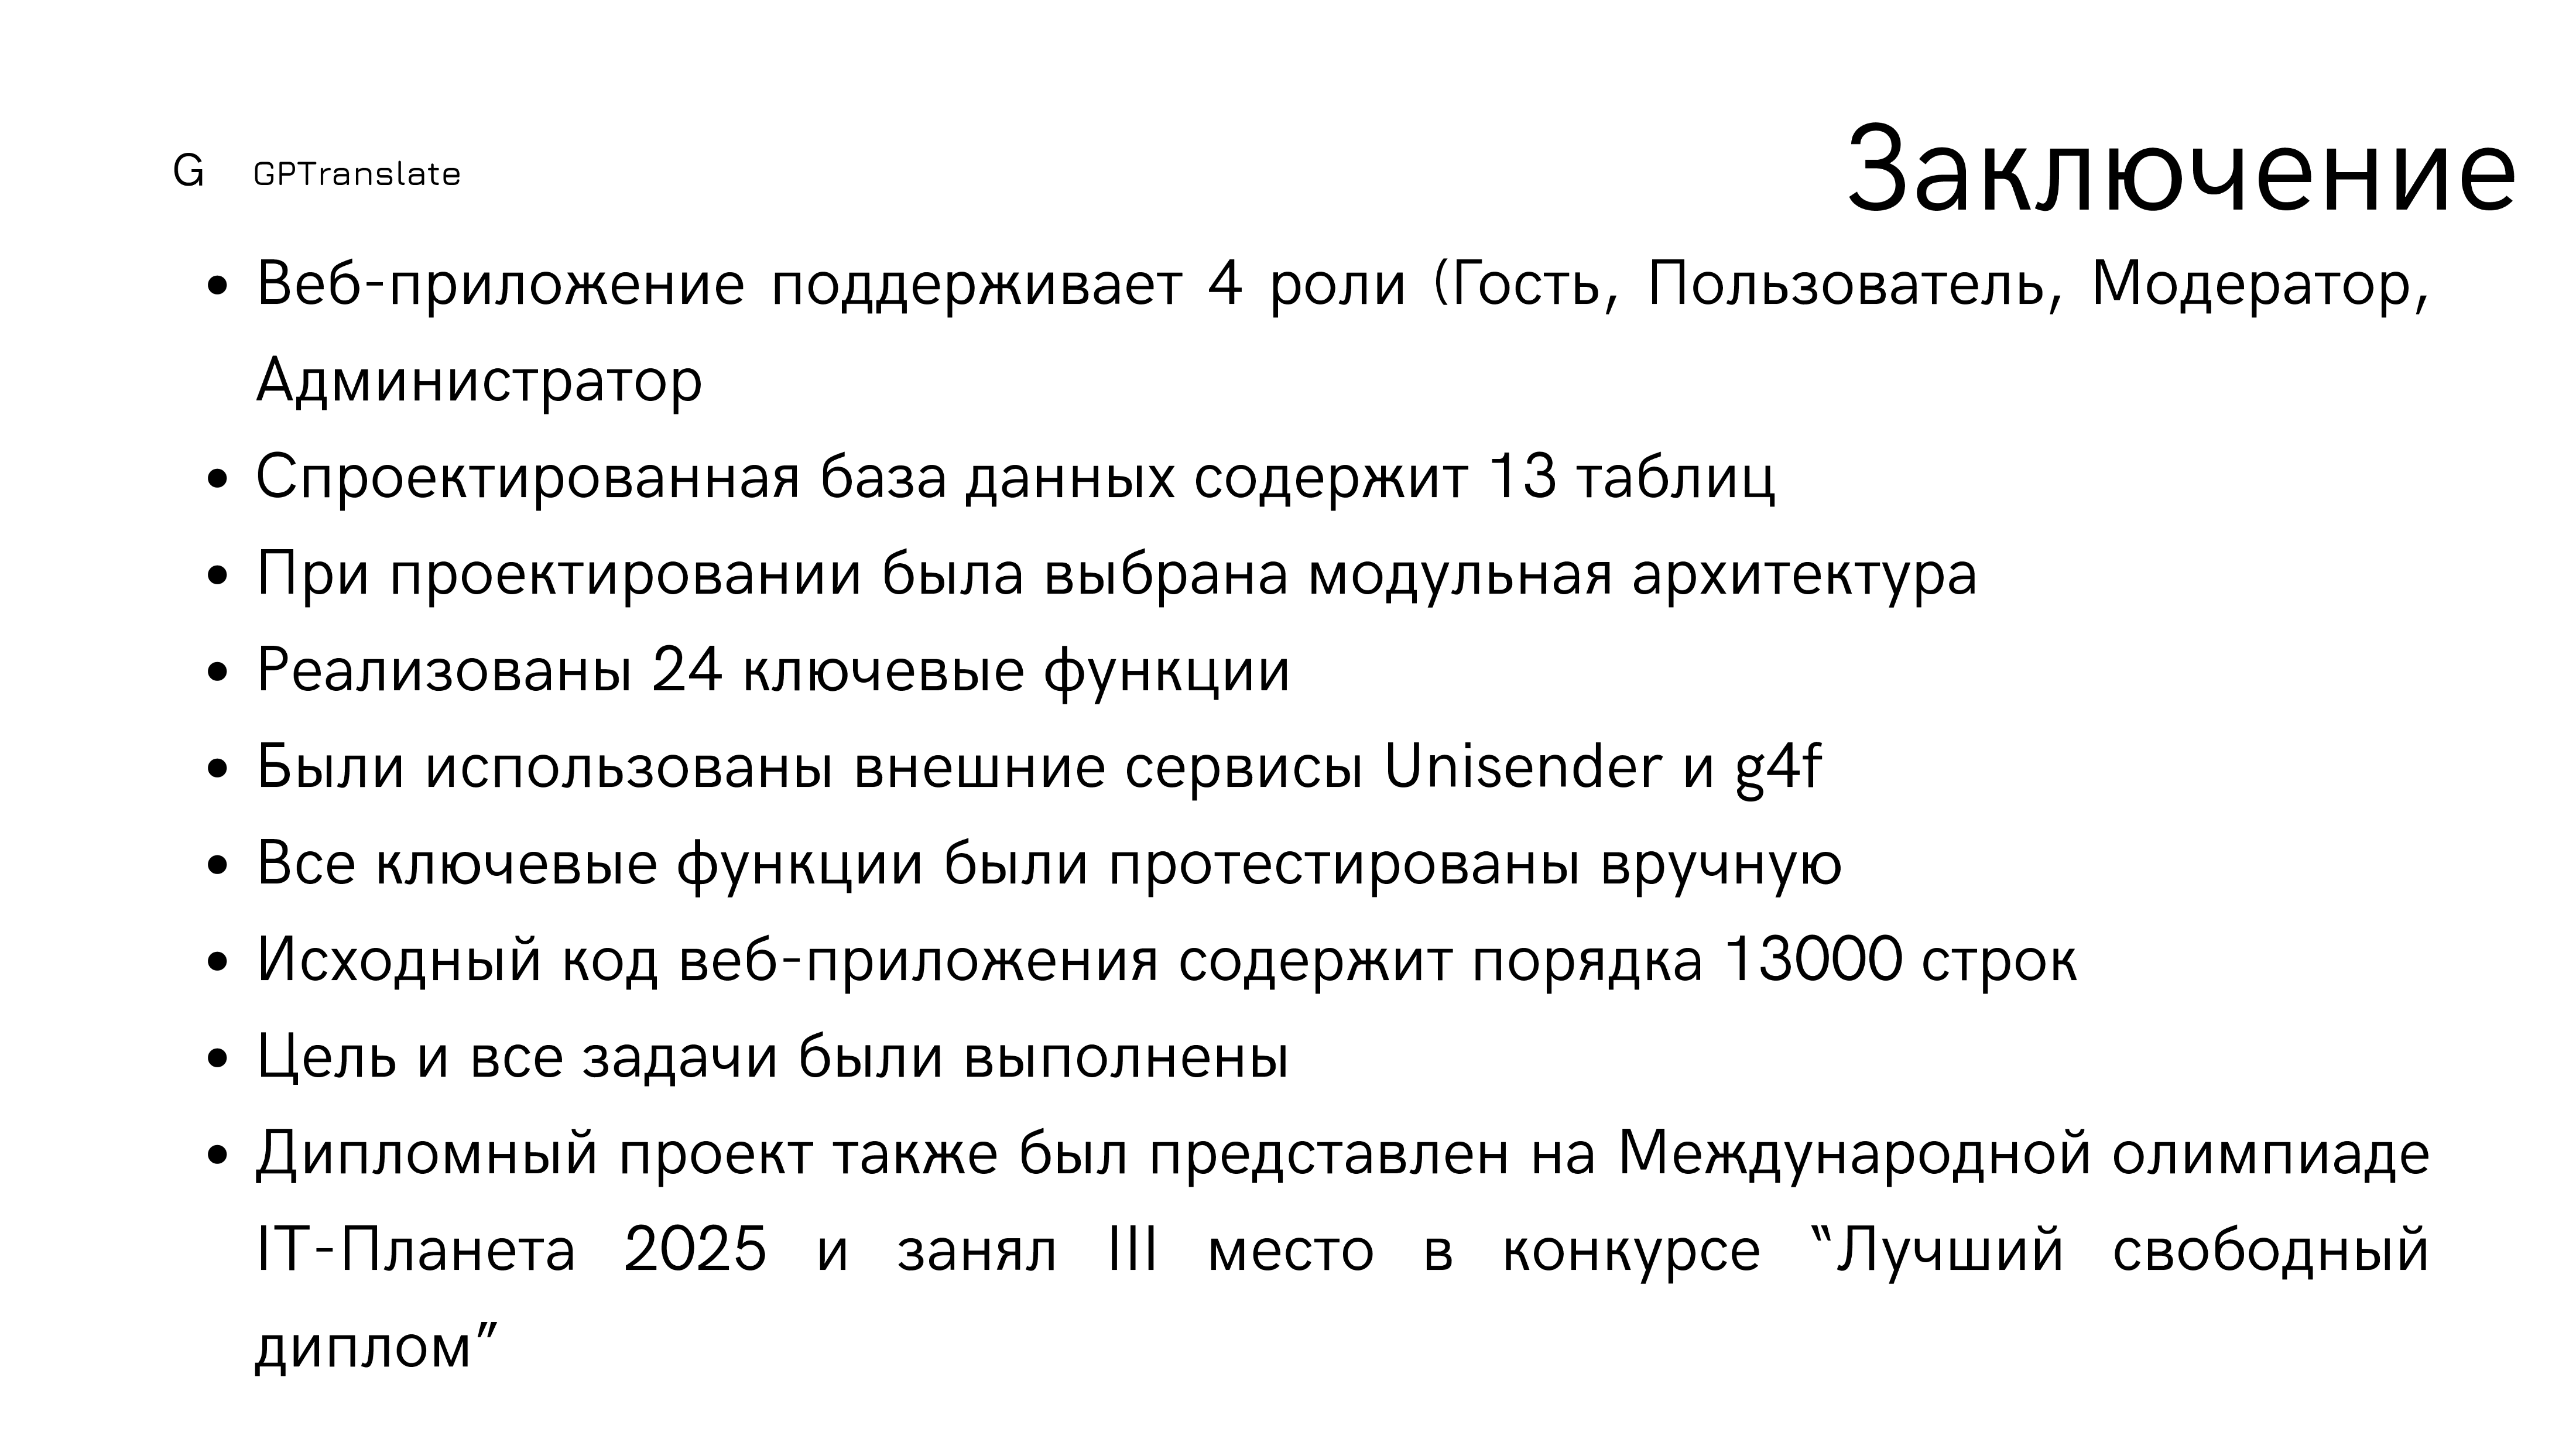 G GPTranslate
Заключение
• Веб-приложение поддерживает 4 роли (Гость, Пользователь, Модератор,
Администратор
• Спроектированная база данных содержит 13 таблиц
• При проектировании была выбрана модульная архитектура
• Реализованы 24 ключевые функции
• Были использованы внешние сервисы Unisender и g4f
• Все ключевые функции были протестированы вручную
• Исходный код веб-приложения содержит порядка 13000 строк
• Цель и все задачи были выполнены
• Дипломный проект также был представлен на Международной олимпиаде
IT-Планета 2025 и занял III место в конкурсе “Лучший свободный
диплом”